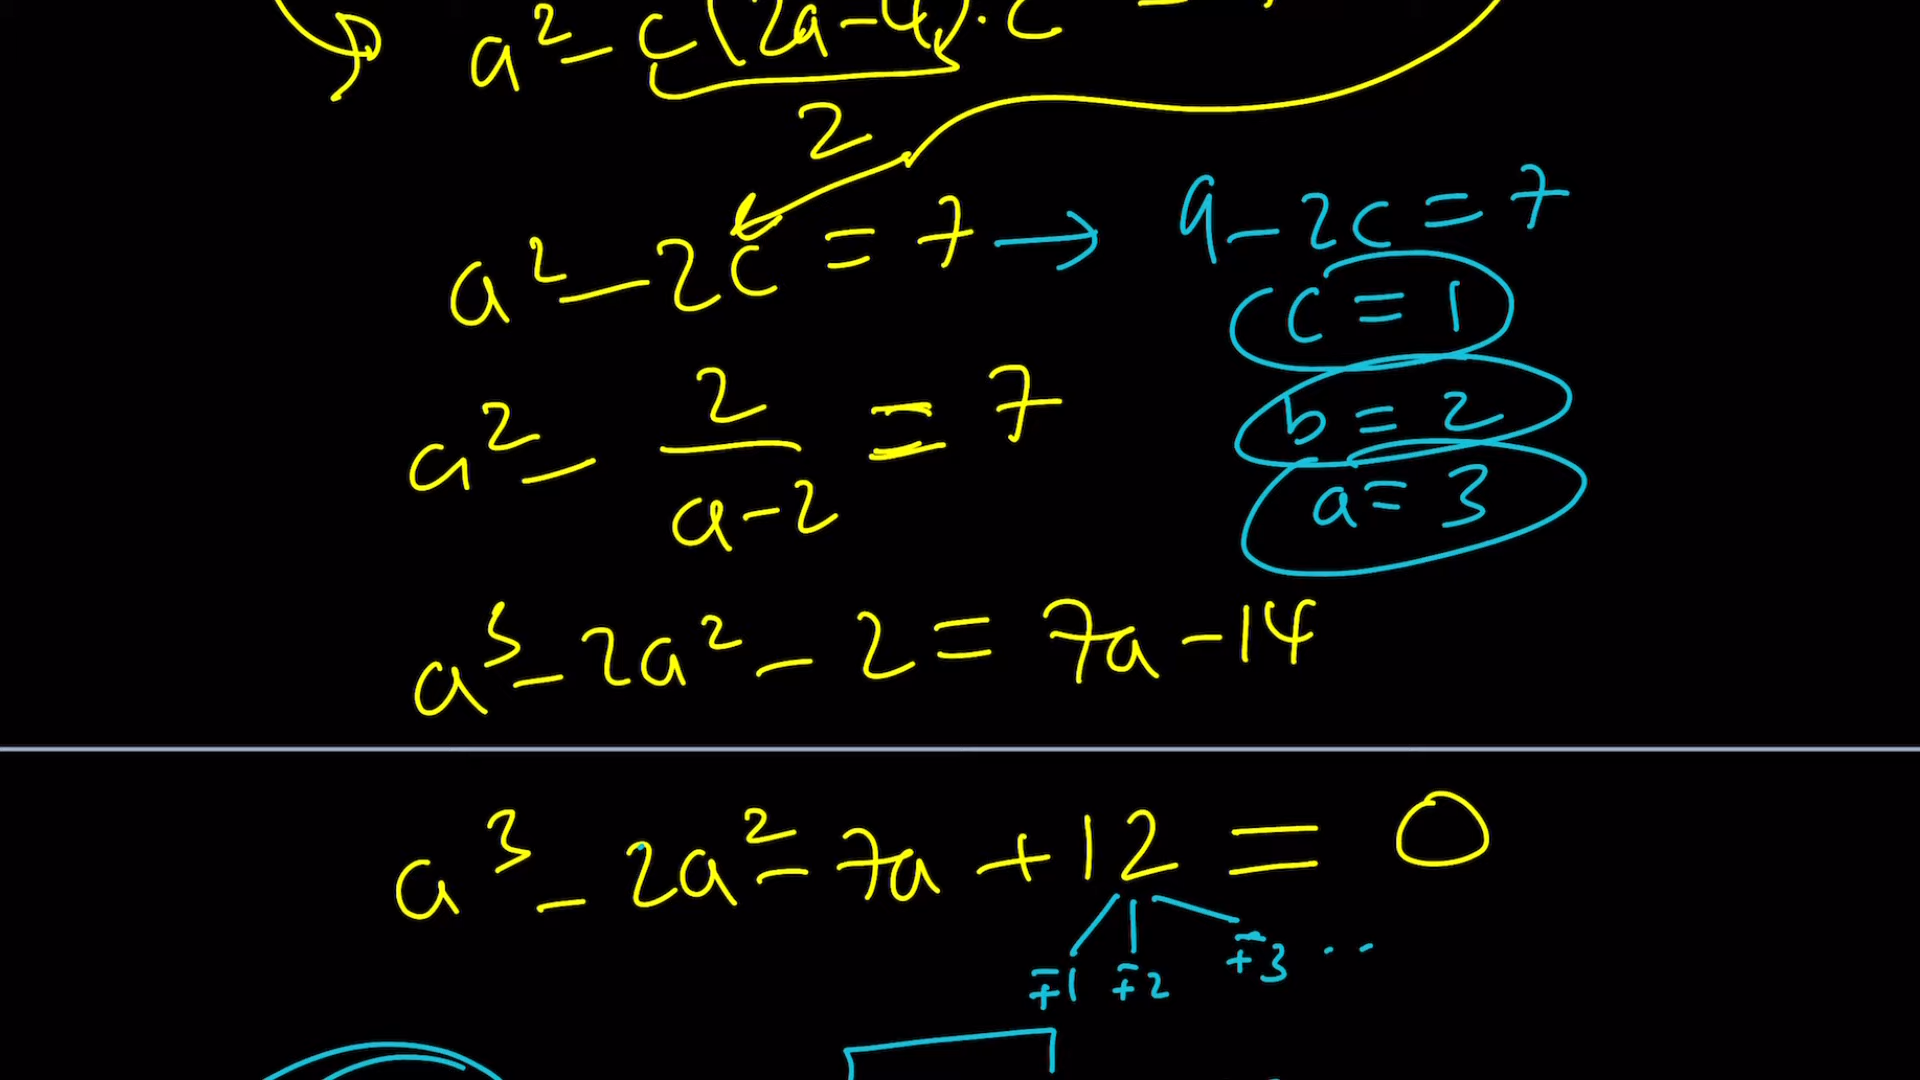 a² - c(2a-4)·c =
2
a² - 2c = 7 → 9 - 2c = 7
c = 1
a² - 2/(a-2) = 7
b = 2
a = 3
a³ - 2a² - 2 = 7a - 14
a³ - 2a² - 7a + 12 = 0
∓1 ∓2 ∓3 ··